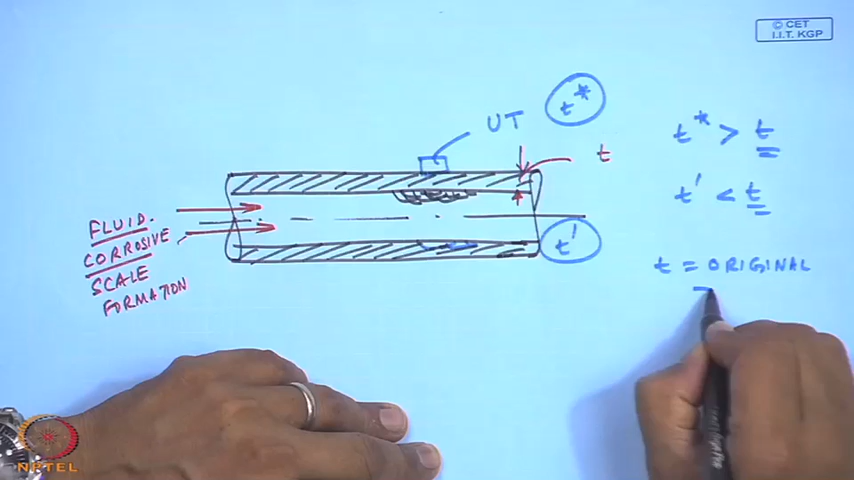 © CET
I.I.T. KGP
UT
t*
t* > t
t
t' < t
FLUID.
CORROSIVE
SCALE
FORMATION
t'
t = ORIGINAL
NPTEL